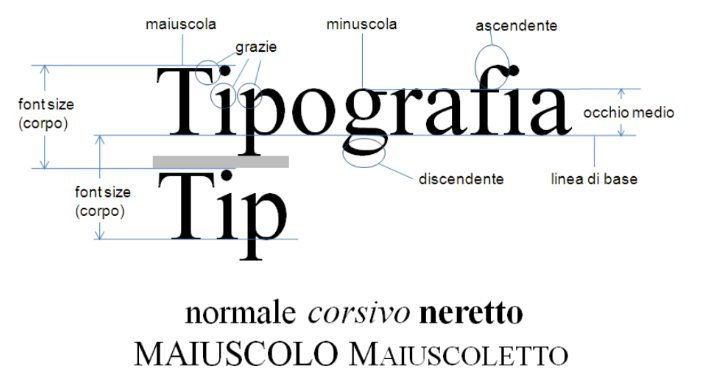 maiuscola
minuscola
ascendente
grazie
font size
(corpo)
Tipografia
occhio medio
font size
(corpo)
Tip
discendente
linea di base
normale corsivo neretto
MAIUSCOLO MAIUSCOLETTO